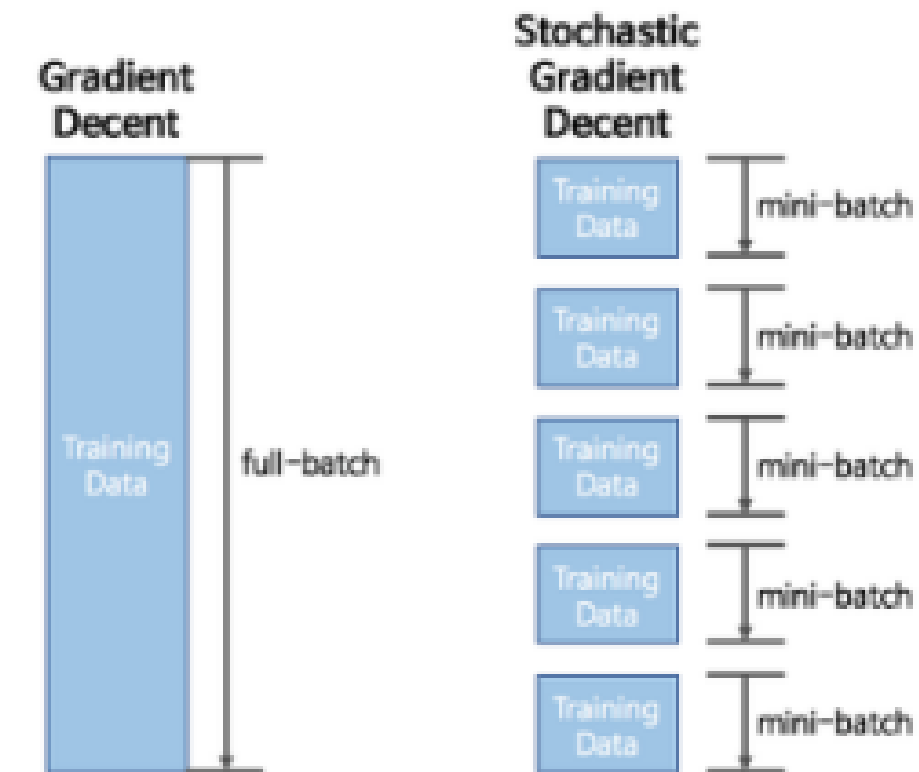 Gradient
Decent
Training
Data
full-batch
Stochastic
Gradient
Decent
Training
Data
mini-batch
Training
Data
mini-batch
Training
Data
mini-batch
Training
Data
mini-batch
Training
Data
mini-batch